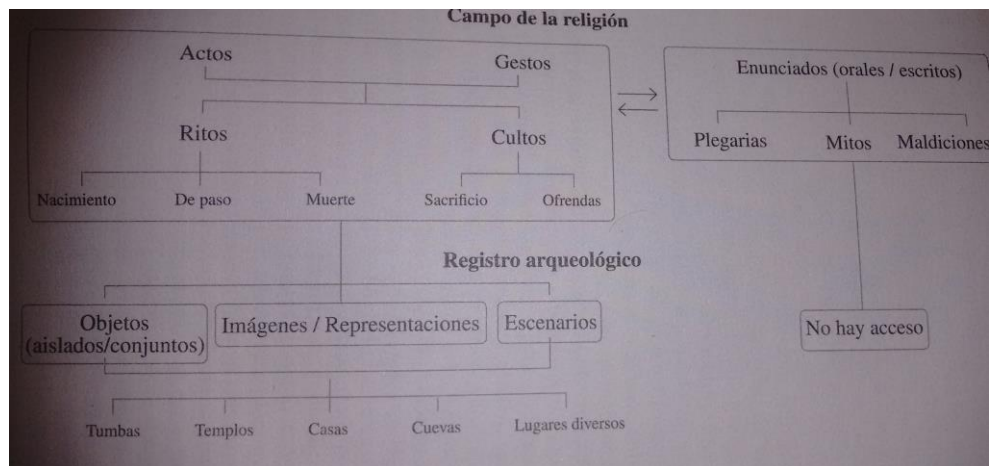 Campo de la religión
Actos
Gestos
Ritos
Cultos
Nacimiento
De paso
Muerte
Sacrificio
Ofrendas
Enunciados (orales / escritos)
Plegarias
Mitos
Maldiciones
Registro arqueológico
Objetos
(aislados/conjuntos)
Imágenes / Representaciones
Escenarios
No hay acceso
Tumbas
Templos
Casas
Cuevas
Lugares diversos